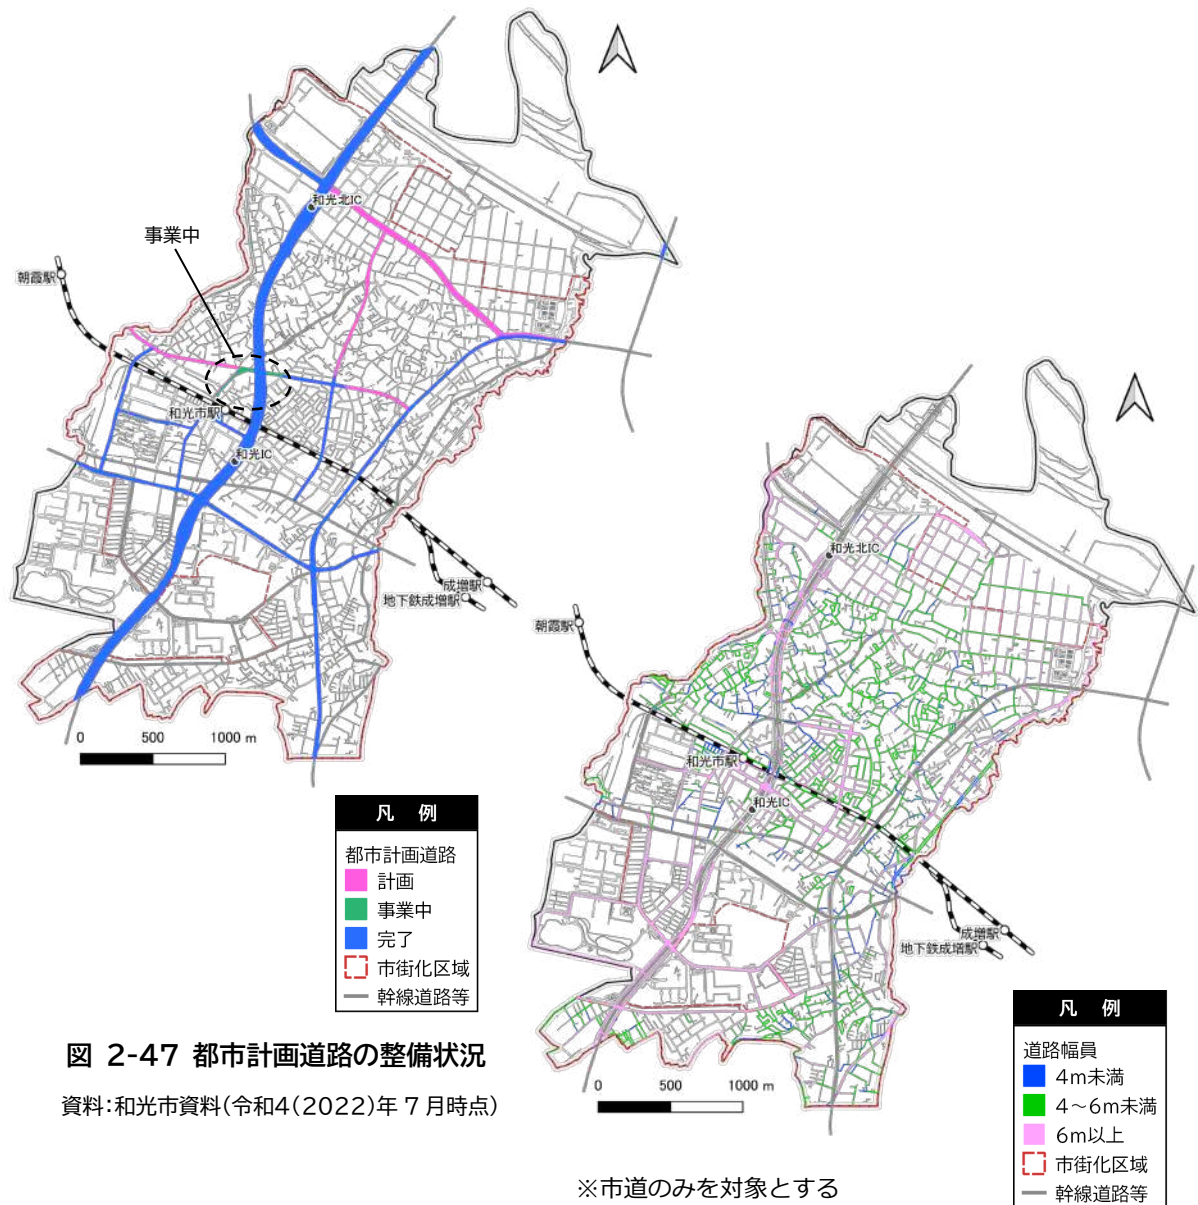 和光北IC
事業中
朝霞駅
和光市駅
和光IC
成増駅
地下鉄成増駅
0 500 1000 m
凡 例
都市計画道路
計画
事業中
完了
市街化区域
幹線道路等
図 2-47 都市計画道路の整備状況
資料:和光市資料(令和4(2022)年 7 月時点)
和光北IC
朝霞駅
和光市駅
和光IC
成増駅
地下鉄成増駅
0 500 1000 m
凡 例
道路幅員
4m未満
4~6m未満
6m以上
市街化区域
幹線道路等
※市道のみを対象とする